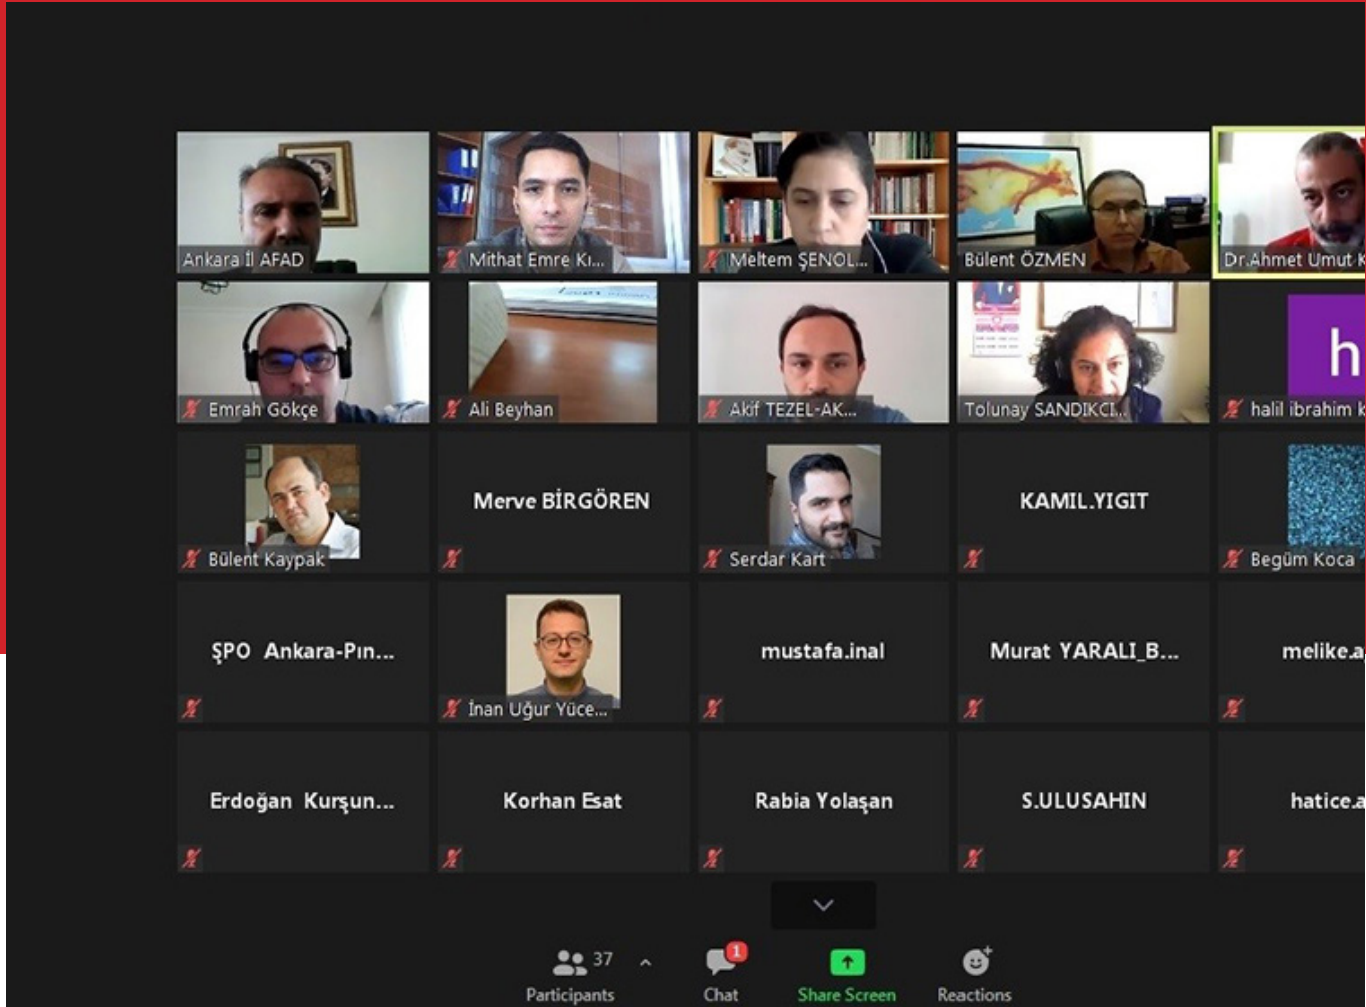 Ankara İl AFAD
Mithat Emre Kı...
Meltem ŞENOL...
Bülent ÖZMEN
Dr.Ahmet Umut K
Emrah Gökçe
Ali Beyhan
Akif TEZEL-AK...
Tolunay SANDIKCI...
h
halil ibrahim k
Bülent Kaypak
Merve BİRGÖREN
Serdar Kart
KAMIL.YIGIT
Begüm Koca
ŞPO Ankara-Pın...
İnan Uğur Yüce...
mustafa.inal
Murat YARALI_B...
melike.a
Erdoğan Kurşun...
Korhan Esat
Rabia Yolaşan
S.ULUSAHIN
hatice.a
37
1
Participants
Chat
Share Screen
Reactions